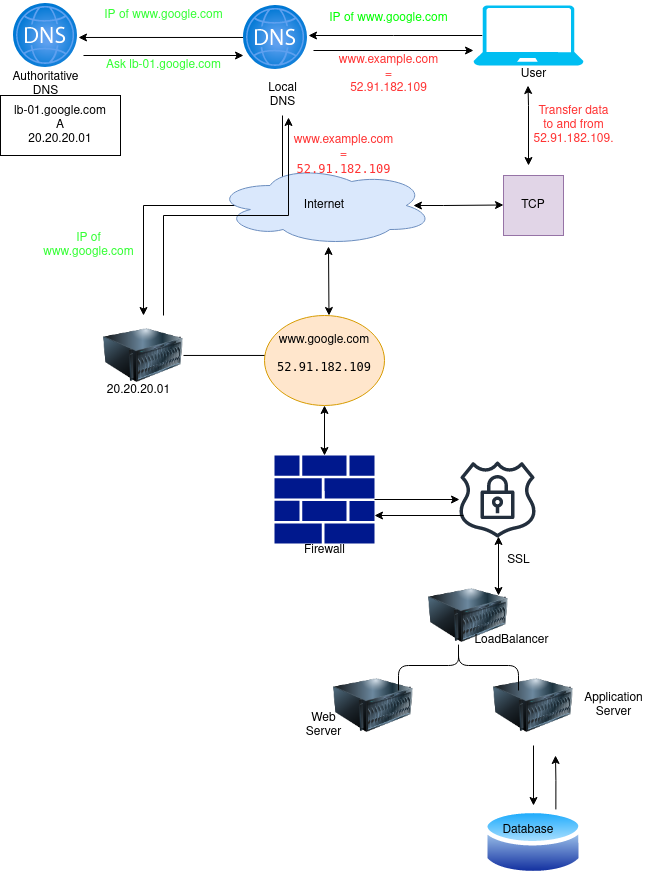 IP of www.google.com
IP of www.google.com
DNS
DNS
Ask lb-01.google.com
www.example.com
=
52.91.182.109
User
Authoritative
DNS
Local
DNS
lb-01.google.com
A
20.20.20.01
Transfer data
to and from
52.91.182.109.
www.example.com
=
52.91.182.109
Internet
TCP
IP of
www.google.com
www.google.com
52.91.182.109
20.20.20.01
Firewall
SSL
LoadBalancer
Web
Server
Application
Server
Database